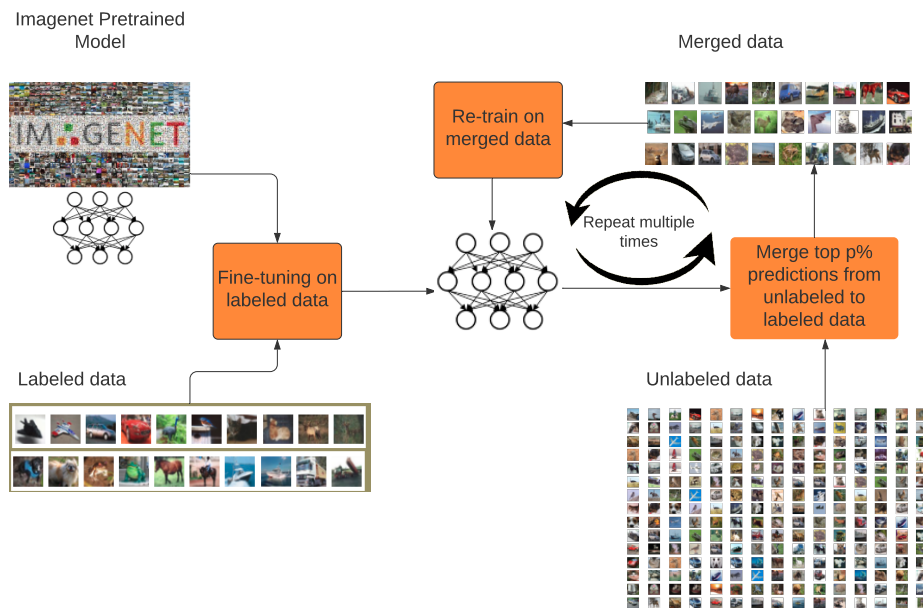 Imagenet Pretrained
Model
IMAGENET
Fine-tuning on
labeled data
Labeled data
Re-train on
merged data
Merged data
Repeat multiple
times
Merge top p%
predictions from
unlabeled to
labeled data
Unlabeled data